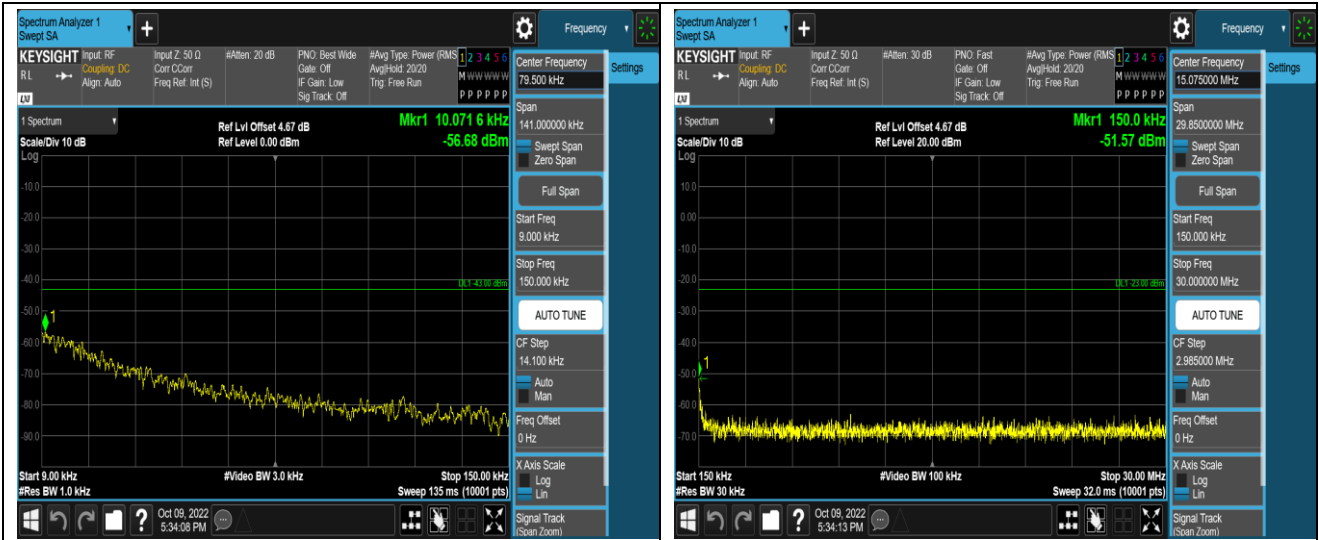 Spectrum Analyzer 1
Swept SA
+
Frequency
KEYSIGHT
RL
LXI
Input: RF
Coupling: DC
Align: Auto
Input Z: 50 Ω
Corr CCorr
Freq Ref: Int (S)
#Atten: 20 dB
PNO: Best Wide
Gate: Off
IF Gain: Low
Sig Track: Off
#Avg Type: Power (RMS
Avg|Hold: 20/20
Trig: Free Run
1 2 3 4 5 6
M W W W W W
P P P P P P
1 Spectrum
Scale/Div 10 dB
Log
Ref Lvl Offset 4.67 dB
Ref Level 0.00 dBm
Mkr1 10.071 6 kHz
-56.68 dBm
-10.0
-20.0
-30.0
-40.0
DL1 -43.00 dBm
-50.0
1
-60.0
-70.0
-80.0
-90.0
Start 9.00 kHz
#Res BW 1.0 kHz
#Video BW 3.0 kHz
Stop 150.00 kHz
Sweep 135 ms (10001 pts)
Center Frequency
79.500 kHz
Settings
Span
141.000000 kHz
Swept Span
Zero Span
Full Span
Start Freq
9.000 kHz
Stop Freq
150.000 kHz
AUTO TUNE
CF Step
14.100 kHz
Auto
Man
Freq Offset
0 Hz
X Axis Scale
Log
Lin
Signal Track
(Span Zoom)
?
Oct 09, 2022
5:34:08 PM
Spectrum Analyzer 1
Swept SA
+
Frequency
KEYSIGHT
RL
LXI
Input: RF
Coupling: DC
Align: Auto
Input Z: 50 Ω
Corr CCorr
Freq Ref: Int (S)
#Atten: 30 dB
PNO: Fast
Gate: Off
IF Gain: Low
Sig Track: Off
#Avg Type: Power (RMS
Avg|Hold: 20/20
Trig: Free Run
1 2 3 4 5 6
M W W W W W
P P P P P P
1 Spectrum
Scale/Div 10 dB
Log
Ref Lvl Offset 4.67 dB
Ref Level 20.00 dBm
Mkr1 150.0 kHz
-51.57 dBm
10.0
0.00
-10.0
-20.0
DL1 -23.00 dBm
-30.0
-40.0
1
-50.0
-60.0
-70.0
Start 150 kHz
#Res BW 30 kHz
#Video BW 100 kHz
Stop 30.00 MHz
Sweep 32.0 ms (10001 pts)
Center Frequency
15.075000 MHz
Settings
Span
29.8500000 MHz
Swept Span
Zero Span
Full Span
Start Freq
150.000 kHz
Stop Freq
30.000000 MHz
AUTO TUNE
CF Step
2.985000 MHz
Auto
Man
Freq Offset
0 Hz
X Axis Scale
Log
Lin
Signal Track
(Span Zoom)
?
Oct 09, 2022
5:34:13 PM